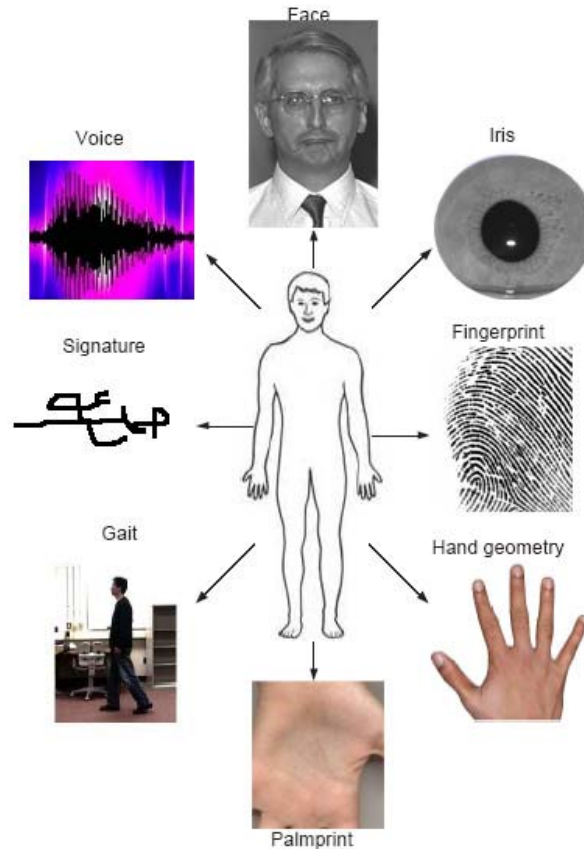 Face
Voice
Iris
Signature
Fingerprint
Gait
Hand geometry
Palmprint